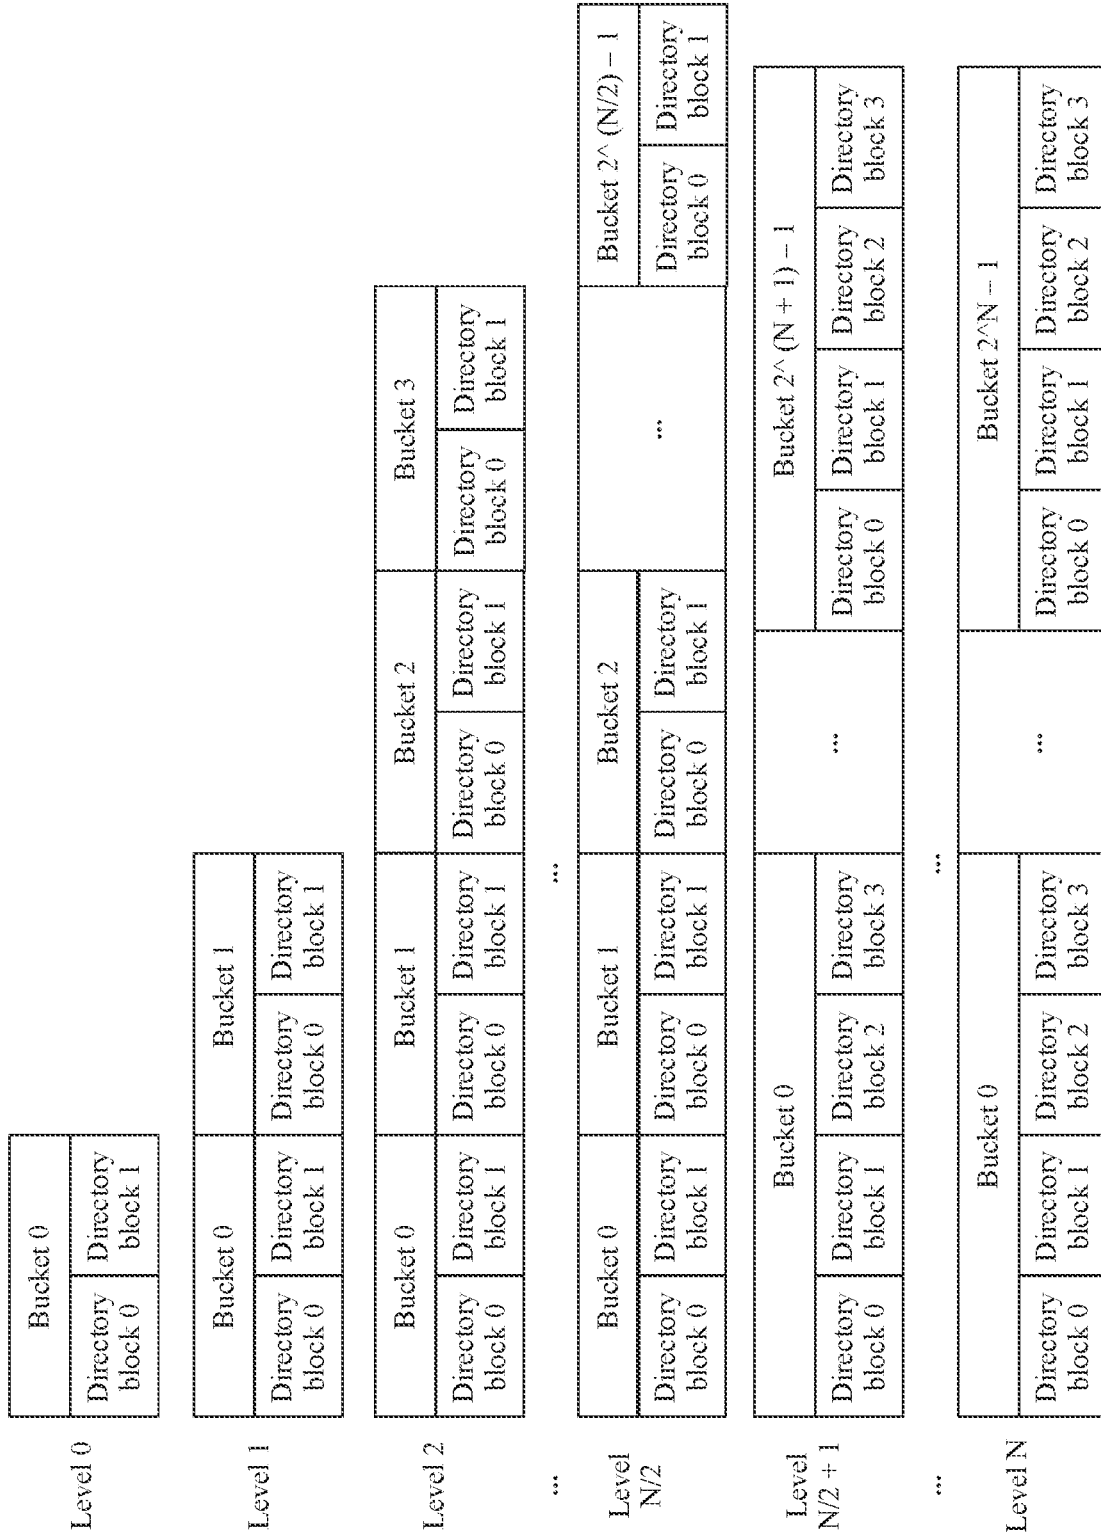 Level 0
Bucket 0
Directory
block 0
Directory
block 1
Level 1
Bucket 0
Bucket 1
Directory
block 0
Directory
block 1
Directory
block 0
Directory
block 1
Level 2
Bucket 0
Bucket 1
Bucket 2
Bucket 3
Directory
block 0
Directory
block 1
Directory
block 0
Directory
block 1
Directory
block 0
Directory
block 1
Directory
block 0
Directory
block 1
...
...
Level
N/2
Bucket 0
Bucket 1
Bucket 2
...
Bucket 2^ (N/2) – 1
Directory
block 0
Directory
block 1
Directory
block 0
Directory
block 1
Directory
block 0
Directory
block 1
Directory
block 0
Directory
block 1
Level
N/2 + 1
Bucket 0
...
Bucket 2^ (N + 1) – 1
Directory
block 0
Directory
block 1
Directory
block 2
Directory
block 3
Directory
block 0
Directory
block 1
Directory
block 2
Directory
block 3
...
...
Level N
Bucket 0
...
Bucket 2^N – 1
Directory
block 0
Directory
block 1
Directory
block 2
Directory
block 3
Directory
block 0
Directory
block 1
Directory
block 2
Directory
block 3